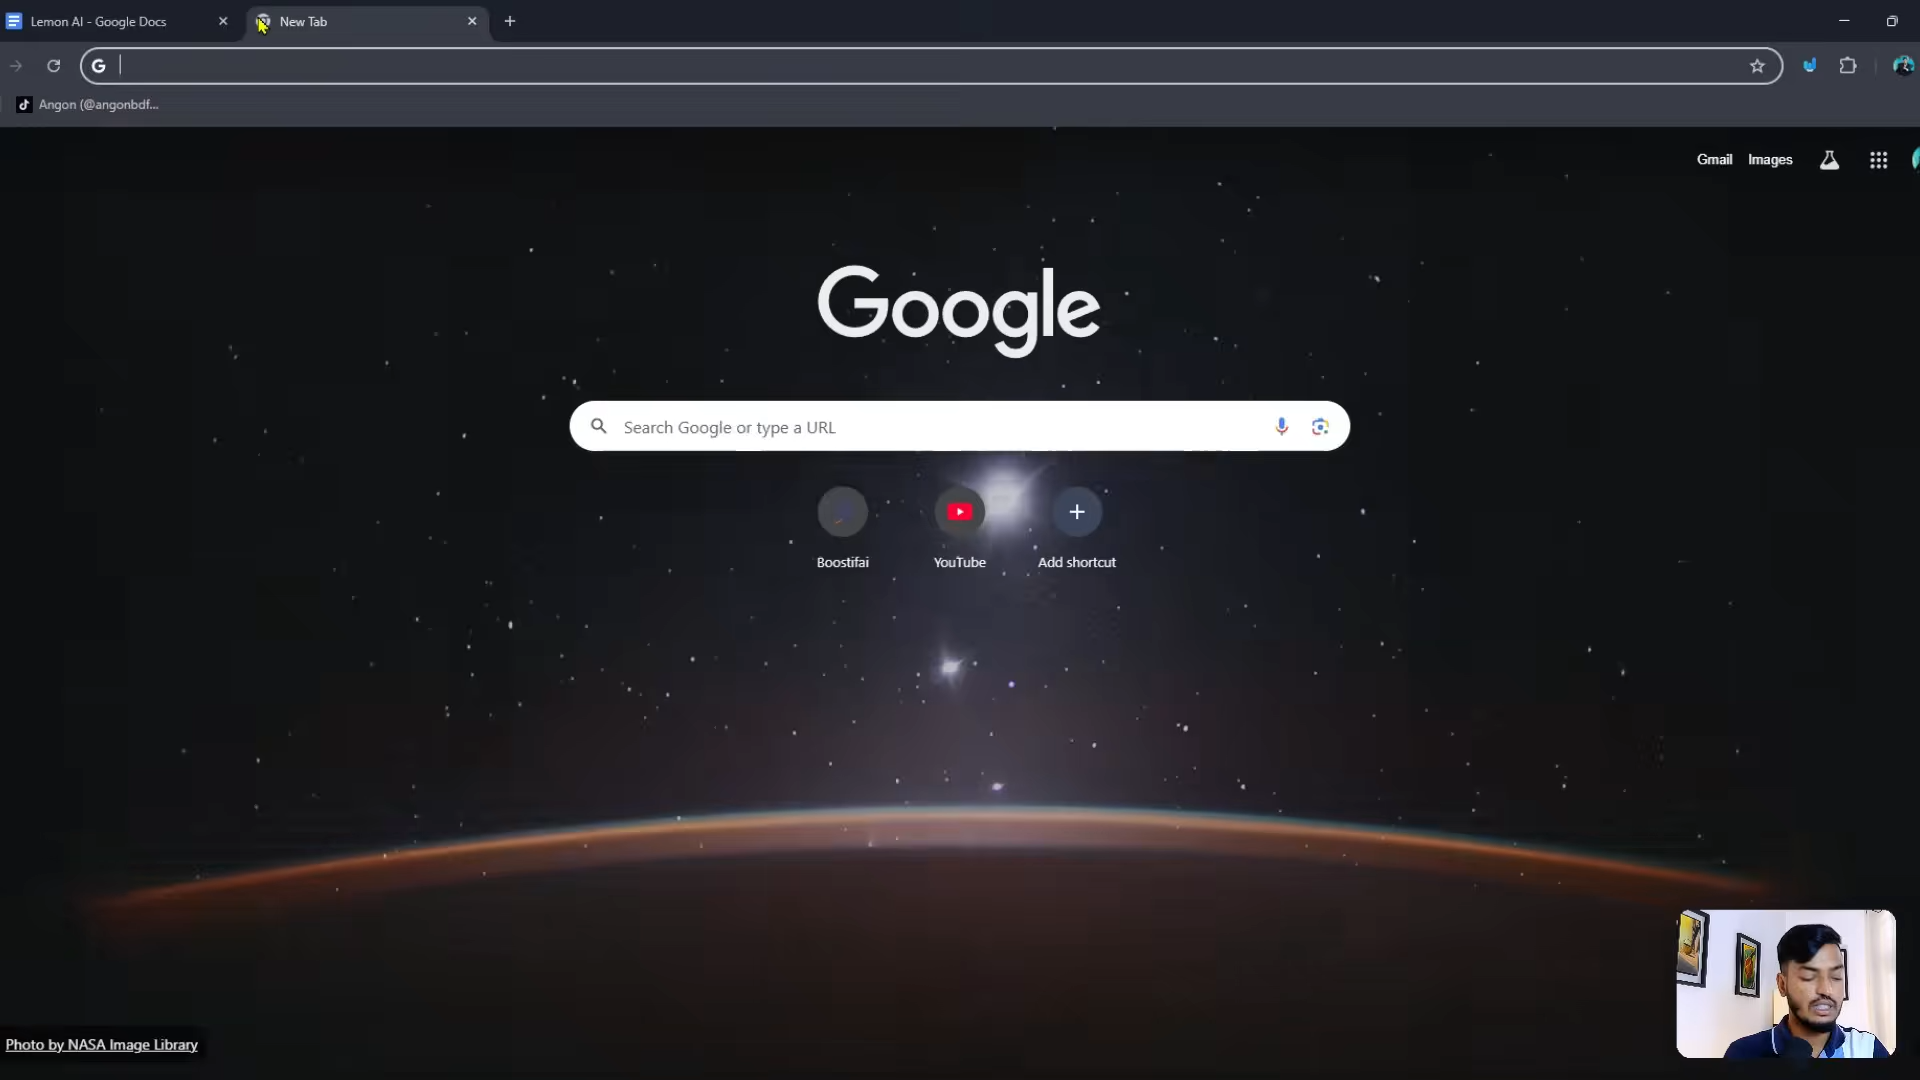 Lemon AI - Google Docs
New Tab
Angon (@angonbdf...
Gmail
Images
Google
Search Google or type a URL
Boostifai
YouTube
Add shortcut
Photo by NASA Image Library